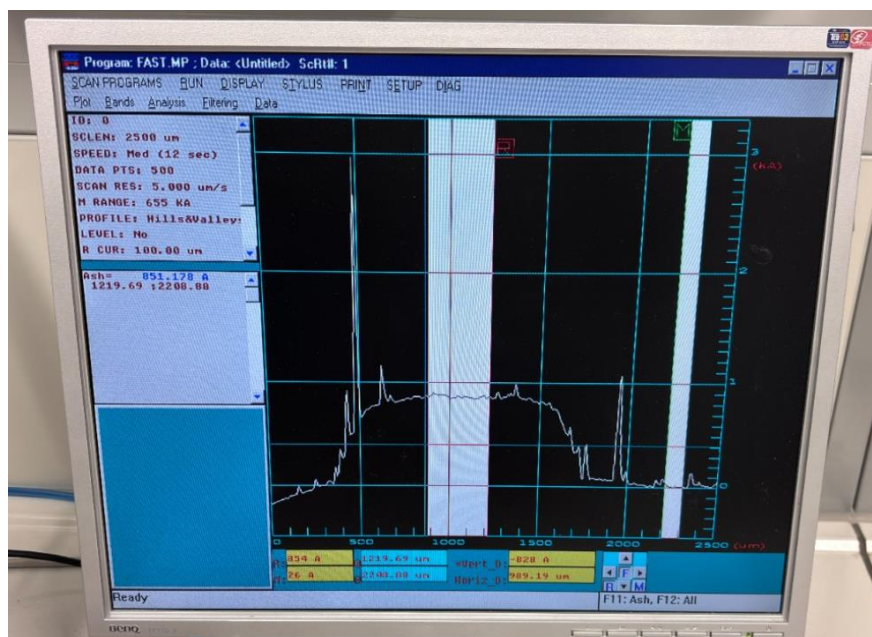 Program: FAST.MP ; Data: <Untitled> ScRt#: 1
SCAN PROGRAMS RUN DISPLAY STYLUS PRINT SETUP DIAG
Plot Bands Analysis Filtering Data
ID: 0
SCLEN: 2500 um
SPEED: Med (12 sec)
DATA PTS: 500
SCAN RES: 5.000 um/s
M RANGE: 655 KA
PROFILE: Hills&Valley
LEVEL: No
R CUR: 100.00 um
Ash= 851.178 A
1219.69 :2208.88
R
M
3
(KA)
2
1
0
0 500 1000 1500 2000 2500 (um)
854 A 1219.69 um -828 A
26 A 2208.88 um Horiz_D: 989.19 um
F
R M
Ready F11: Ash, F12: All
BenQ